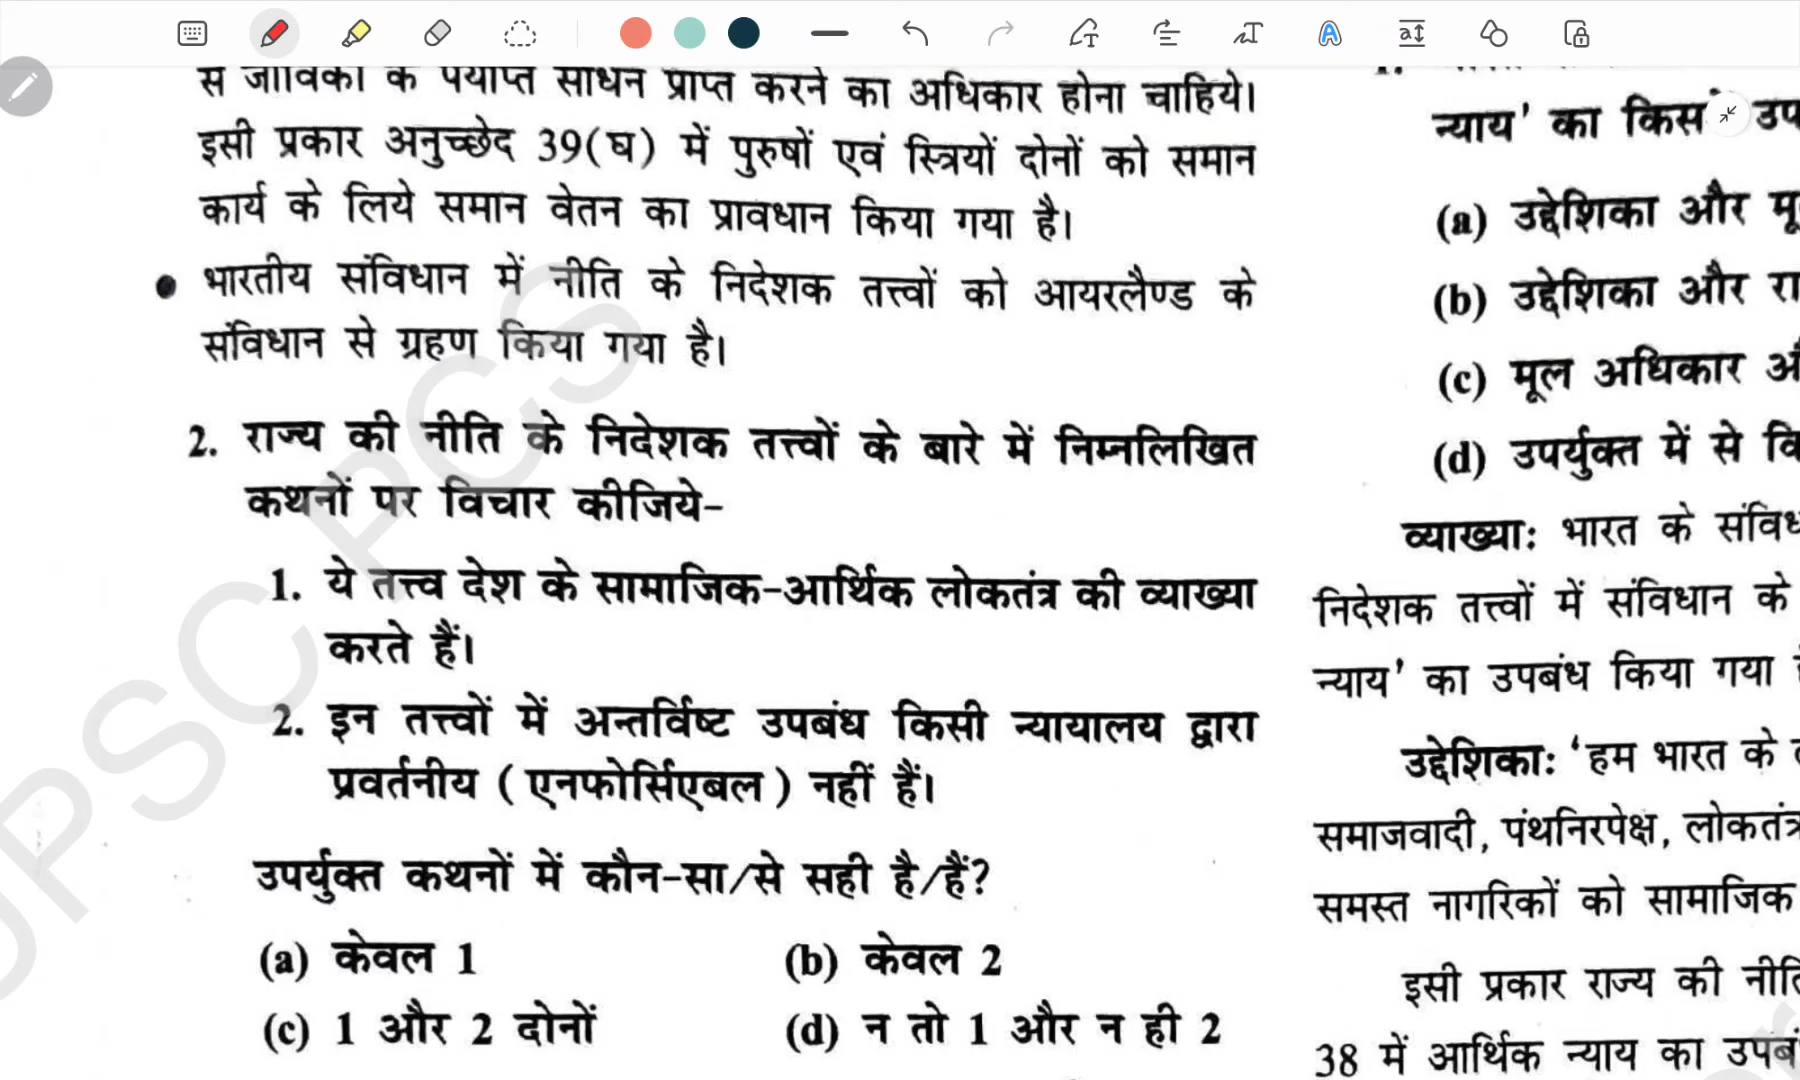 से जीविका के पर्याप्त साधन प्राप्त करने का अधिकार होना चाहिये।
इसी प्रकार अनुच्छेद 39(घ) में पुरुषों एवं स्त्रियों दोनों को समान
कार्य के लिये समान वेतन का प्रावधान किया गया है।
● भारतीय संविधान में नीति के निदेशक तत्त्वों को आयरलैण्ड के
संविधान से ग्रहण किया गया है।
2. राज्य की नीति के निदेशक तत्त्वों के बारे में निम्नलिखित
कथनों पर विचार कीजिये-
1. ये तत्त्व देश के सामाजिक-आर्थिक लोकतंत्र की व्याख्या
करते हैं।
2. इन तत्त्वों में अन्तर्विष्ट उपबंध किसी न्यायालय द्वारा
प्रवर्तनीय (एनफोर्सिएबल) नहीं हैं।
उपर्युक्त कथनों में कौन-सा/से सही है/हैं?
(a) केवल 1
(b) केवल 2
(c) 1 और 2 दोनों
(d) न तो 1 और न ही 2
न्याय' का
(a) उद्देशिका और
(b) उद्देशिका और
(c) मूल अधिकार
(d) उपर्युक्त में से
व्याख्या: भारत के
निदेशक तत्त्वों में संविधान के
न्याय' का उपबंध किया गया
उद्देशिका: 'हम भारत के
समाजवादी, पंथनिरपेक्ष,
समस्त नागरिकों को सामाजिक
इसी प्रकार राज्य की
38 में आर्थिक न्याय का
UPSC PCS